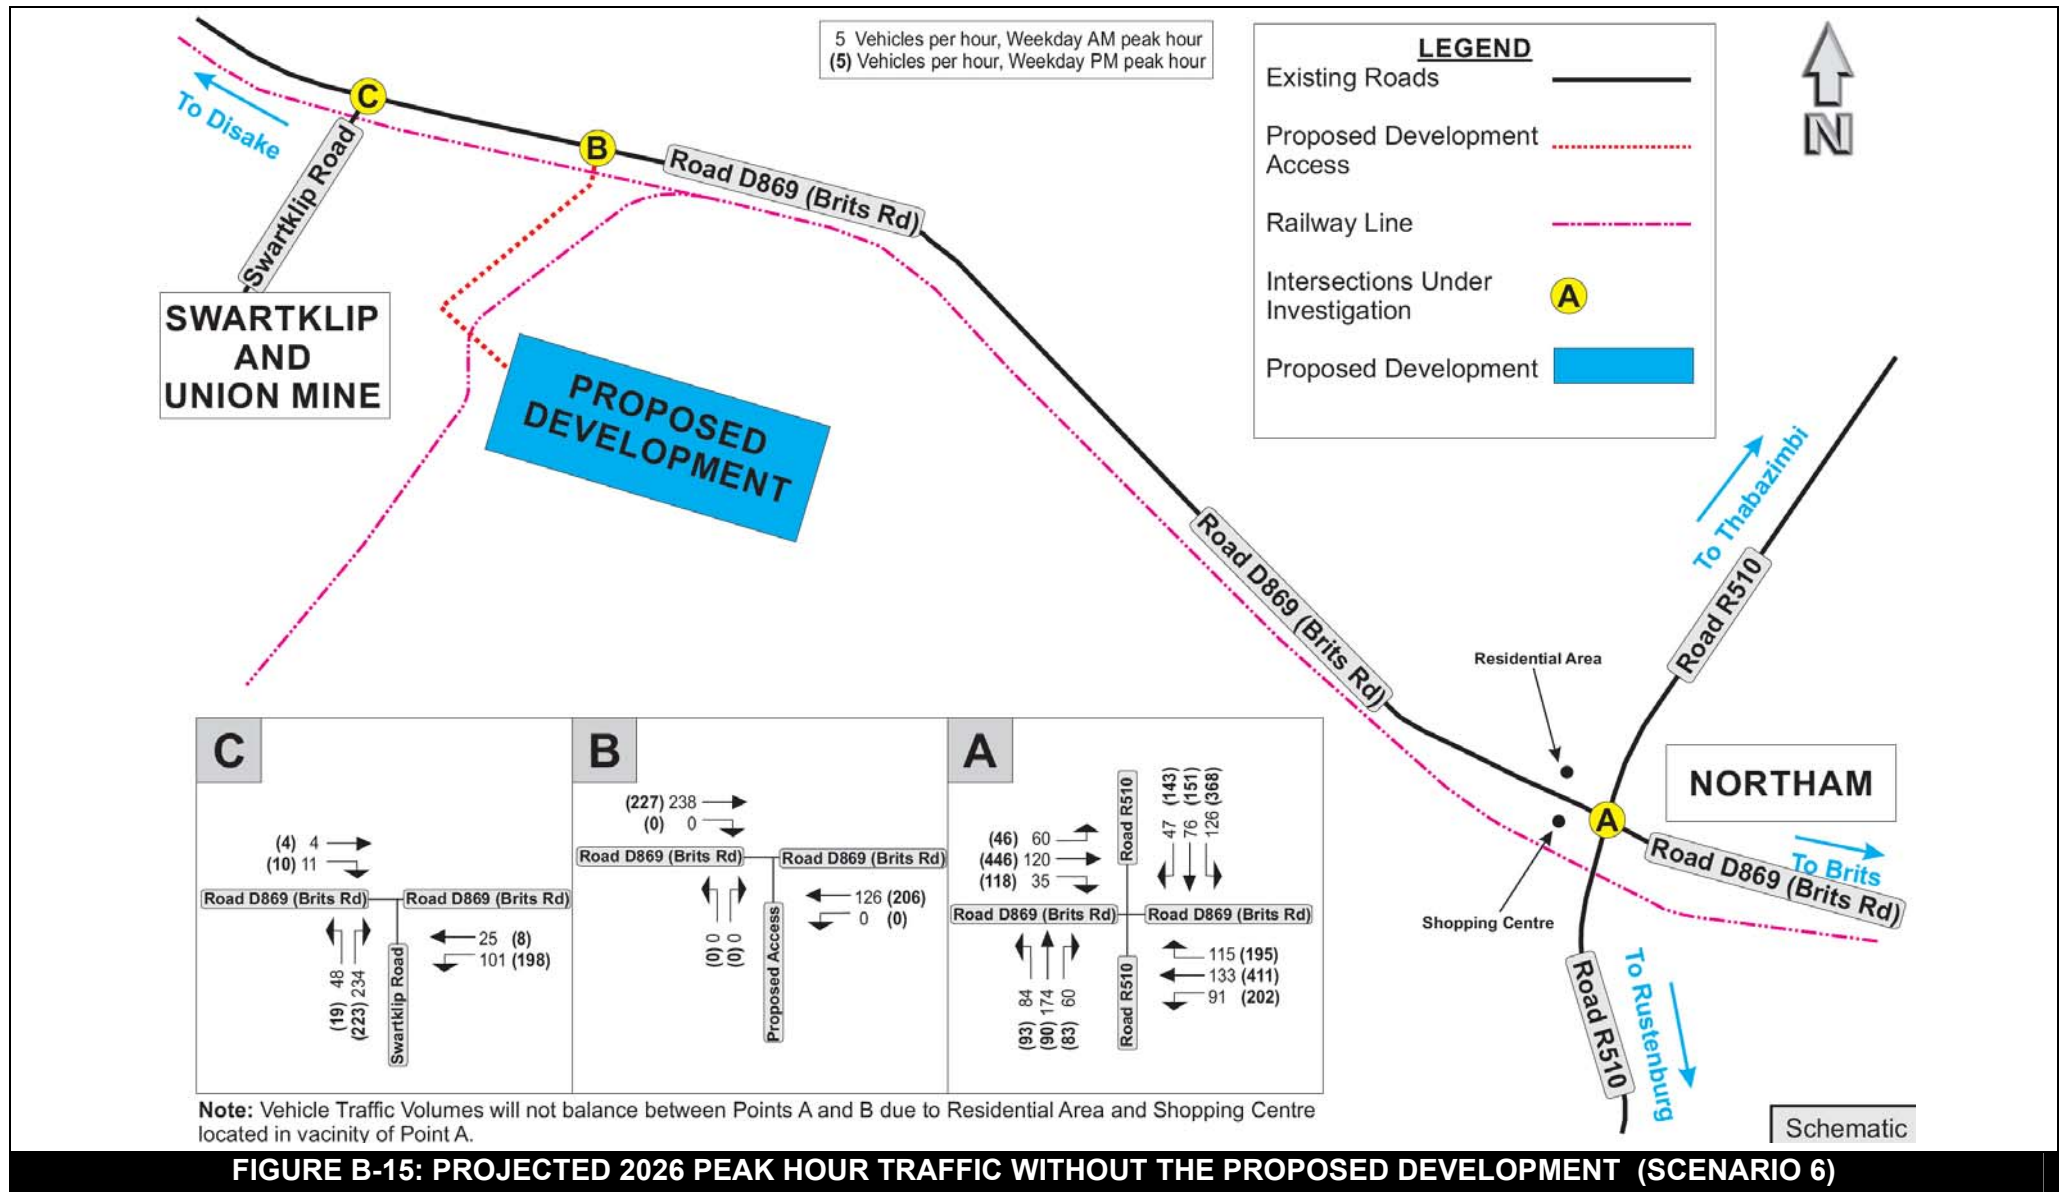 5 Vehicles per hour, Weekday AM peak hour
(5) Vehicles per hour, Weekday PM peak hour
LEGEND
Existing Roads
Proposed Development
Access
Railway Line
Intersections Under
Investigation
A
Proposed Development
N
C
To Disake
Swartklip Road
B
Road D869 (Brits Rd)
SWARTKLIP
AND
UNION MINE
PROPOSED
DEVELOPMENT
Road D869 (Brits Rd)
To Thabazimbi
Road R510
Residential Area
NORTHAM
A
To Brits
Road D869 (Brits Rd)
Shopping Centre
Road R510
To Rustenburg
C
(4) 4
(10) 11
Road D869 (Brits Rd)
Road D869 (Brits Rd)
25 (8)
101 (198)
(19) 48
(223) 234
Swartklip Road
B
(227) 238
(0) 0
Road D869 (Brits Rd)
Road D869 (Brits Rd)
126 (206)
0 (0)
(0) 0
(0) 0
Proposed Access
A
Road R510
47 (143)
76 (151)
126 (368)
(46) 60
(446) 120
(118) 35
Road D869 (Brits Rd)
Road D869 (Brits Rd)
115 (195)
133 (411)
91 (202)
(93) 84
(90) 174
(83) 60
Road R510
Note: Vehicle Traffic Volumes will not balance between Points A and B due to Residential Area and Shopping Centre
located in vacinity of Point A.
Schematic
FIGURE B-15: PROJECTED 2026 PEAK HOUR TRAFFIC WITHOUT THE PROPOSED DEVELOPMENT (SCENARIO 6)